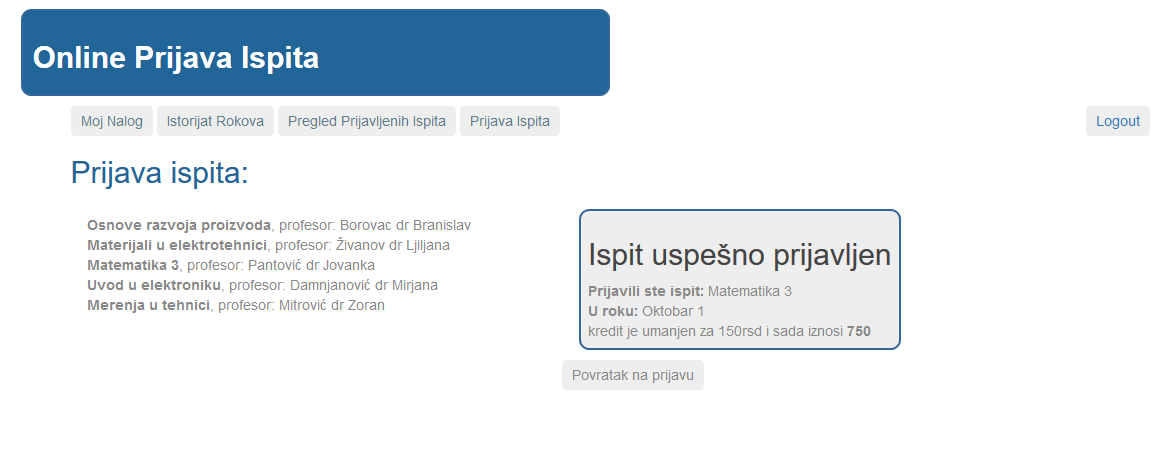 Online Prijava Ispita
Moj Nalog Istorijat Rokova Pregled Prijavljenih Ispita Prijava Ispita Logout
Prijava ispita:
Osnove razvoja proizvoda, profesor: Borovac dr Branislav
Materijali u elektrotehnici, profesor: Živanov dr Ljiljana
Matematika 3, profesor: Pantović dr Jovanka
Uvod u elektroniku, profesor: Damnjanović dr Mirjana
Merenja u tehnici, profesor: Mitrović dr Zoran
Ispit uspešno prijavljen
Prijavili ste ispit: Matematika 3
U roku: Oktobar 1
kredit je umanjen za 150rsd i sada iznosi 750
Povratak na prijavu